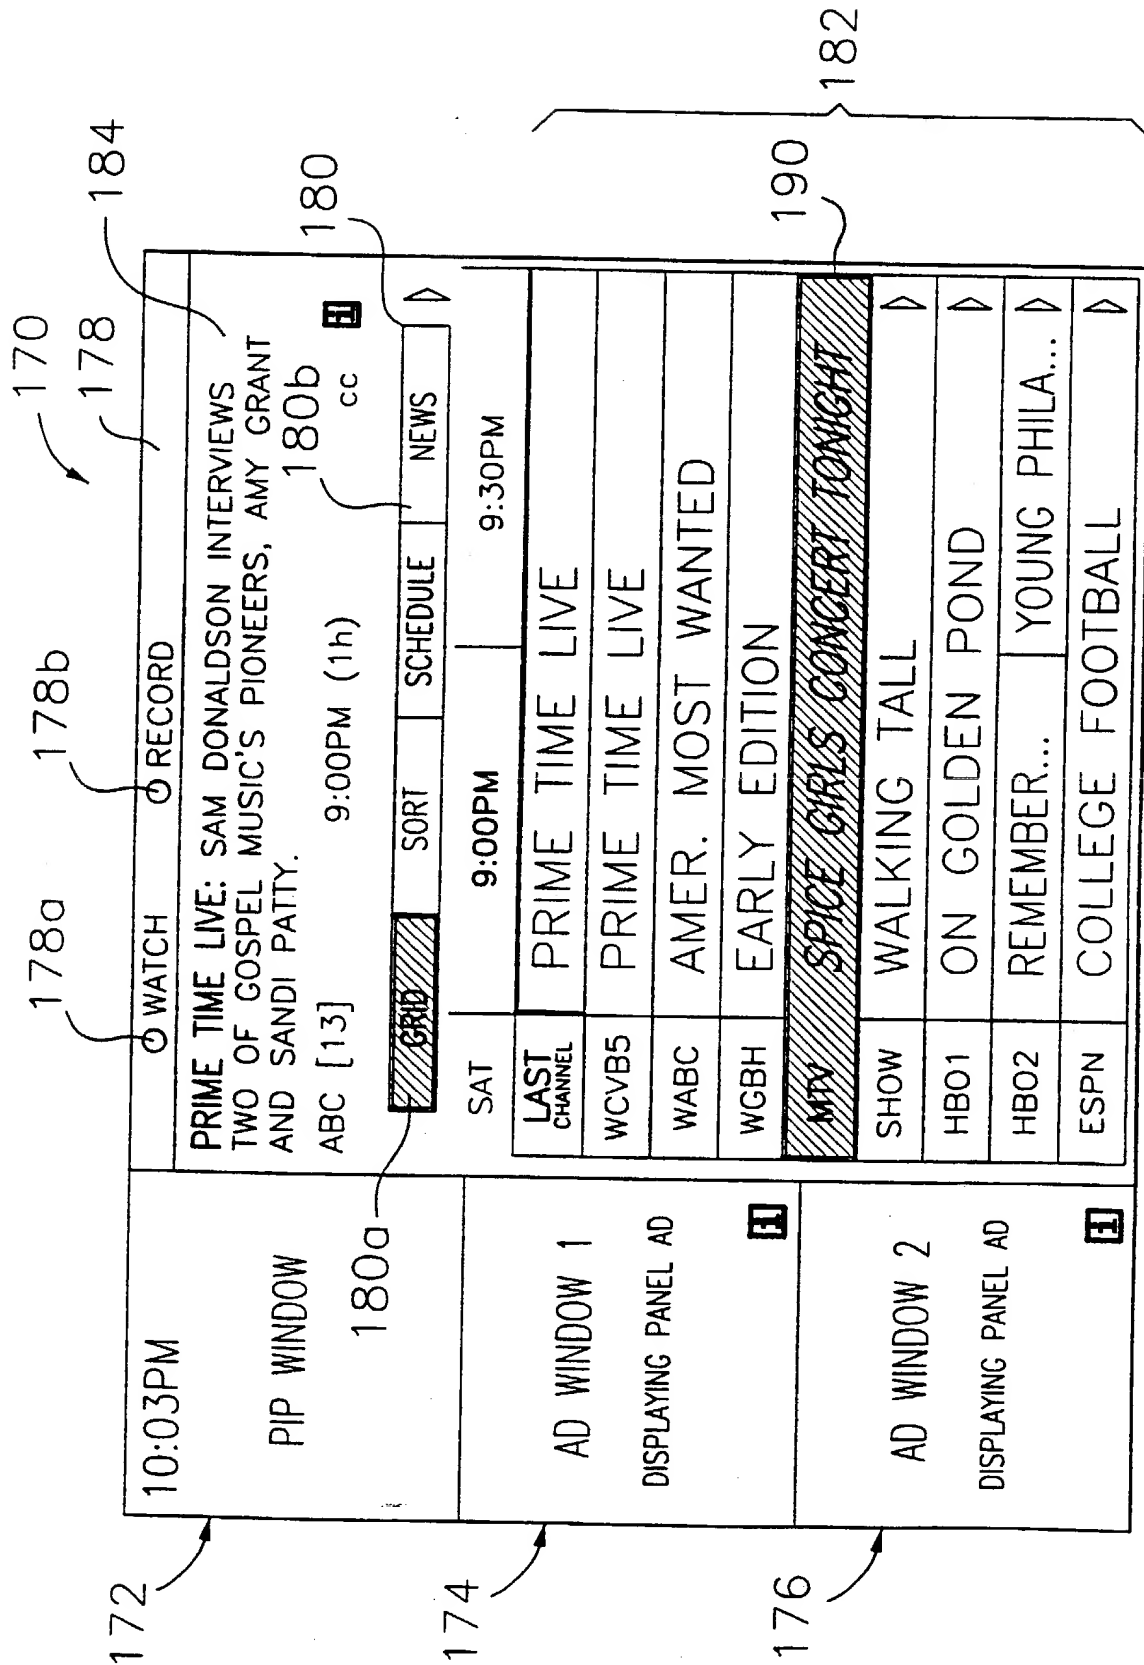 170
178a
178b
178
184
WATCH
RECORD
10:03PM
172
PIP WINDOW
PRIME TIME LIVE: SAM DONALDSON INTERVIEWS
TWO OF GOSPEL MUSIC'S PIONEERS, AMY GRANT
AND SANDI PATTY.
ABC [13] 9:00PM (1h) cc i
180b
180
180a
GRID SORT SCHEDULE NEWS
SAT 9:00PM 9:30PM
174
AD WINDOW 1
DISPLAYING PANEL AD
i
176
AD WINDOW 2
DISPLAYING PANEL AD
i
LAST CHANNEL PRIME TIME LIVE
WCVB5 PRIME TIME LIVE
WABC AMER. MOST WANTED
WGBH EARLY EDITION
190
MTV SPICE GIRLS CONCERT TONIGHT
SHOW WALKING TALL
HBO1 ON GOLDEN POND
HBO2 REMEMBER... YOUNG PHILA...
ESPN COLLEGE FOOTBALL
182